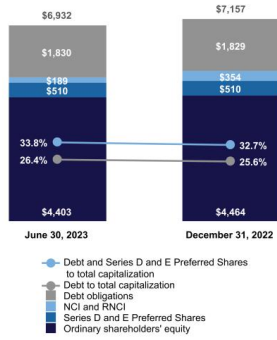 $6,932 $7,157
$1,830 $1,829
$189 $354
$510 $510
33.8% 32.7%
26.4% 25.6%
$4,403 $4,464
June 30, 2023 December 31, 2022
Debt and Series D and E Preferred Shares
to total capitalization
Debt to total capitalization
Debt obligations
NCI and RNCI
Series D and E Preferred Shares
Ordinary shareholders' equity